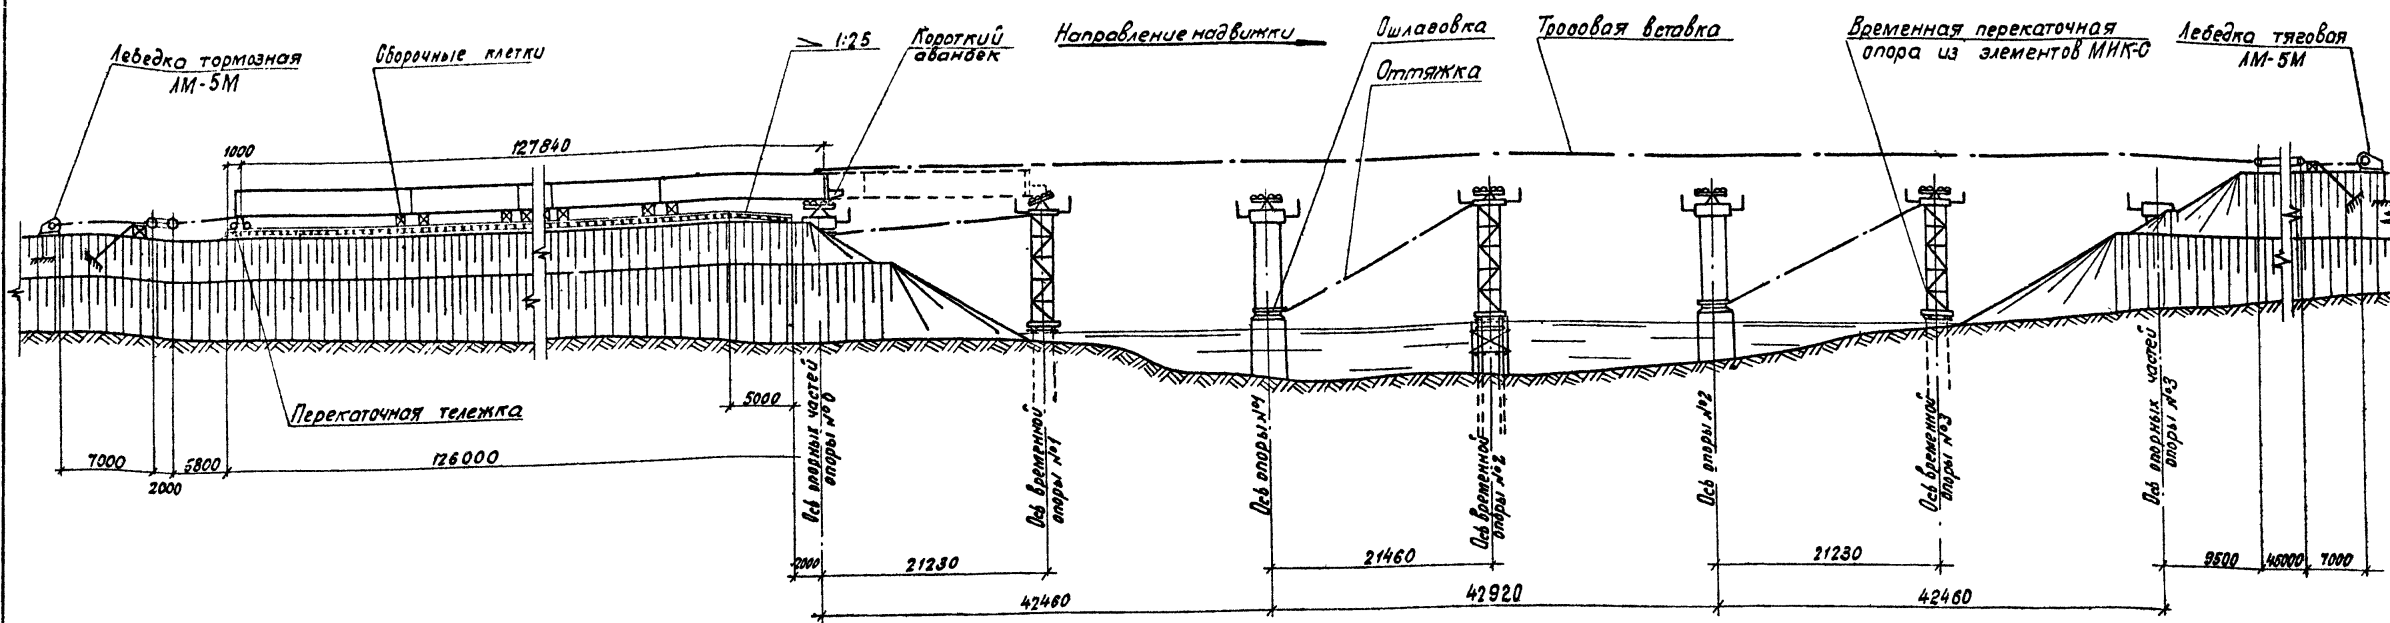 Лебедка тормозная
ЛМ-5М
Сборочные клетки
1:25
Короткий
аванбек
Направление надвижки
Ошлаговка
Оттяжка
Тросовая вставка
Временная перекаточная
опора из элементов МИК-С
Лебедка тяговая
ЛМ-5М
1000
127840
Перекаточная тележка
5000
7000
2000
5800
126000
Ось опорных частей
опоры №0
Ось временной
опоры №1
Ось опоры №1
Ось временной
опоры №2
Ось опоры №2
Ось временной
опоры №3
Ось опорных частей
опоры №3
2000
21230
21460
21230
9500
46000
7000
42460
42920
42460